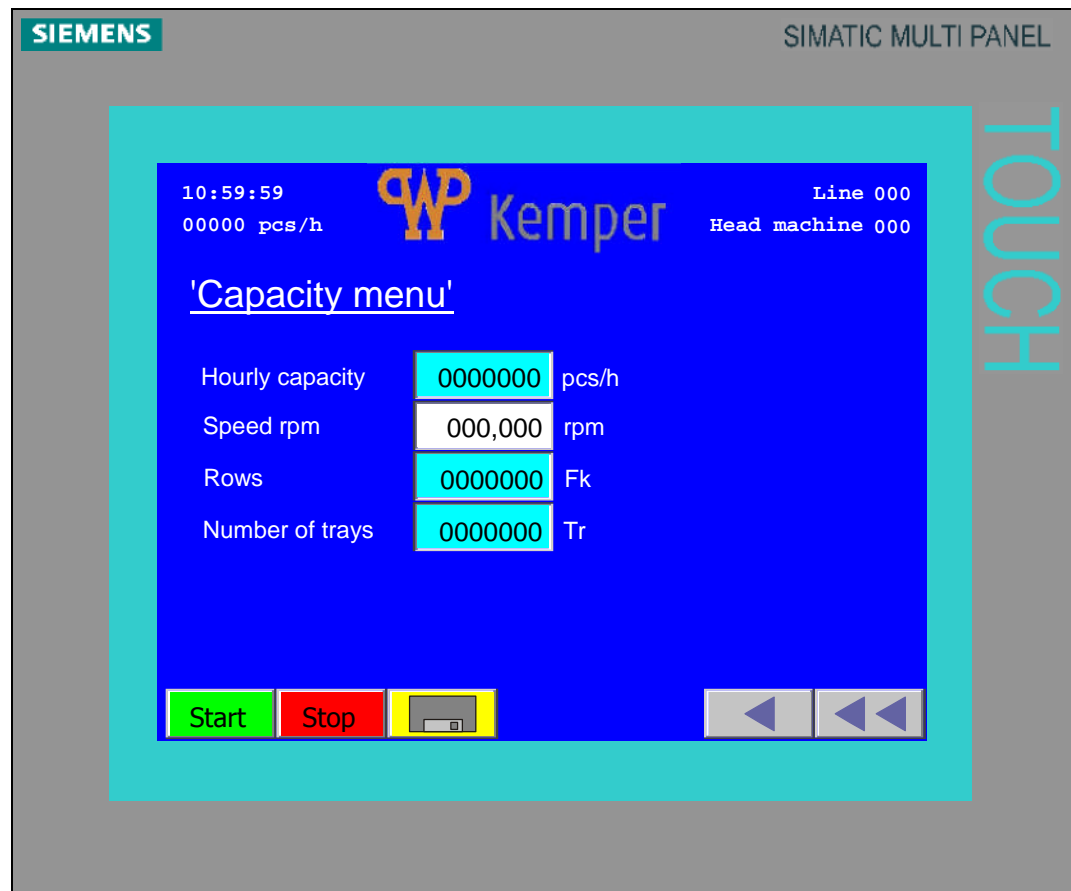 SIEMENS
SIMATIC MULTI PANEL
TOUCH
10:59:59
00000 pcs/h
WP Kemper
Line 000
Head machine 000
'Capacity menu'
Hourly capacity 0000000 pcs/h
Speed rpm 000,000 rpm
Rows 0000000 Fk
Number of trays 0000000 Tr
Start Stop